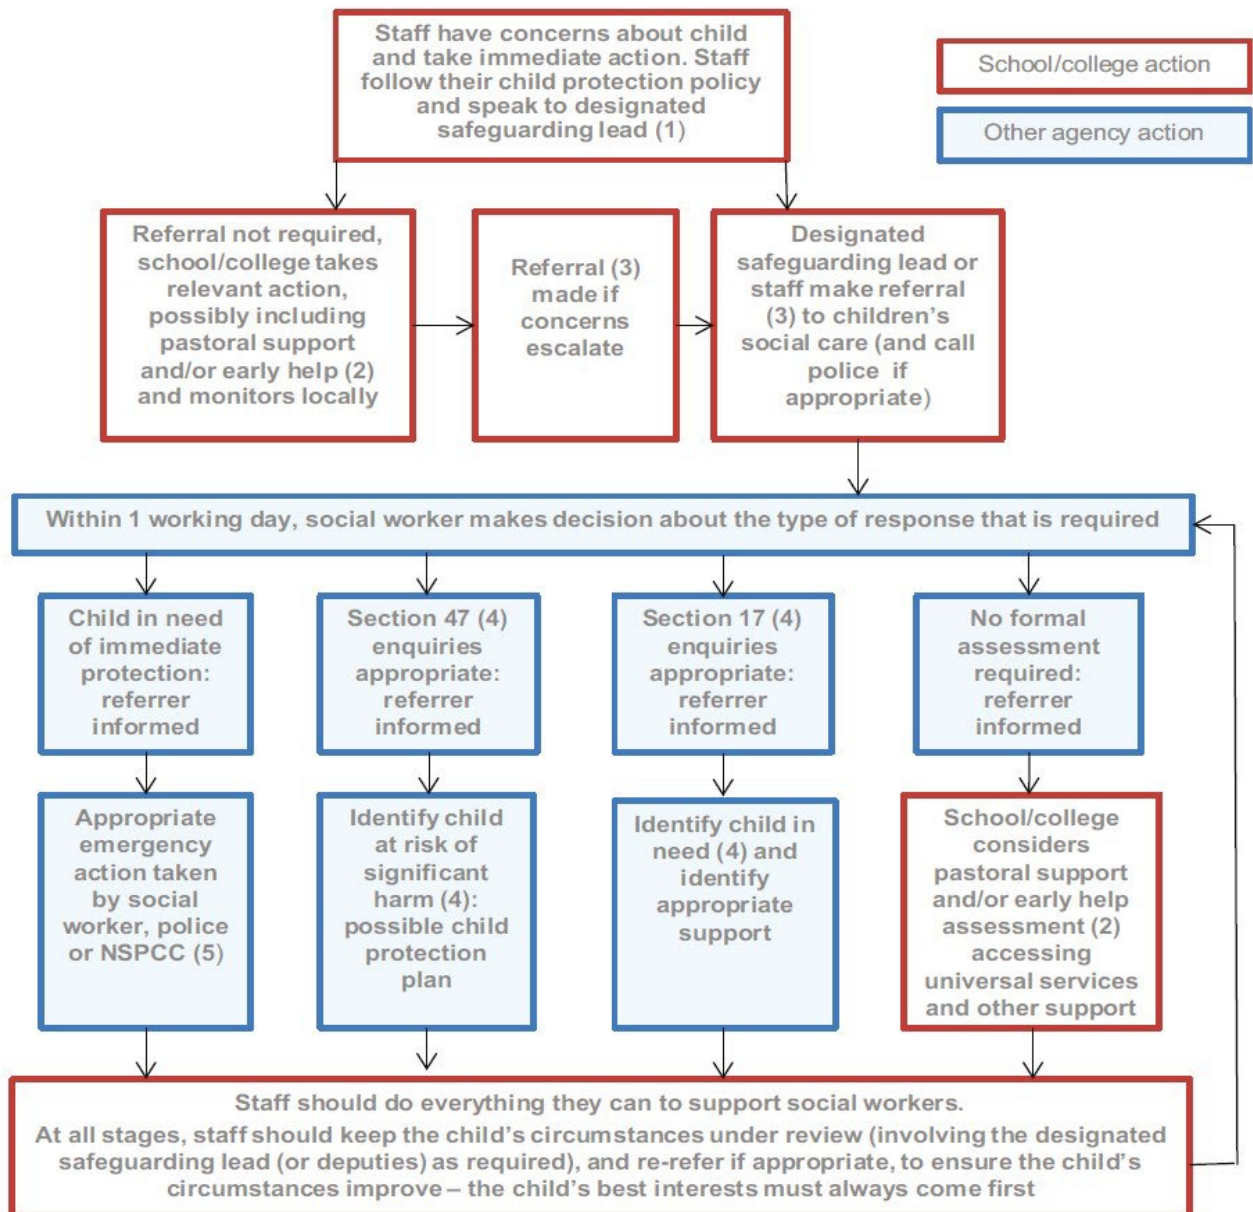 Staff have concerns about child
and take immediate action. Staff
follow their child protection policy
and speak to designated
safeguarding lead (1)
School/college action
Other agency action
Referral not required,
school/college takes
relevant action,
possibly including
pastoral support
and/or early help (2)
and monitors locally
Referral (3)
made if
concerns
escalate
Designated
safeguarding lead or
staff make referral
(3) to children’s
social care (and call
police if
appropriate)
Within 1 working day, social worker makes decision about the type of response that is required
Child in need
of immediate
protection:
referrer
informed
Section 47 (4)
enquiries
appropriate:
referrer
informed
Section 17 (4)
enquiries
appropriate:
referrer
informed
No formal
assessment
required:
referrer
informed
Appropriate
emergency
action taken
by social
worker, police
or NSPCC (5)
Identify child
at risk of
significant
harm (4):
possible child
protection
plan
Identify child in
need (4) and
identify
appropriate
support
School/college
considers
pastoral support
and/or early help
assessment (2)
accessing
universal services
and other support
Staff should do everything they can to support social workers.
At all stages, staff should keep the child’s circumstances under review (involving the designated
safeguarding lead (or deputies) as required), and re-refer if appropriate, to ensure the child’s
circumstances improve – the child’s best interests must always come first